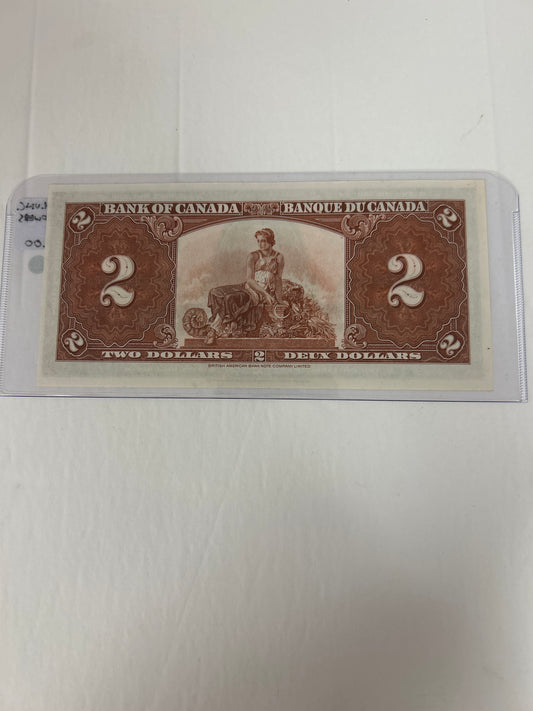 BANK OF CANADA BANQUE DU CANADA
2 2
2 2
2 2
TWO DOLLARS 2 DEUX DOLLARS
BRITISH AMERICAN BANK NOTE COMPANY LIMITED